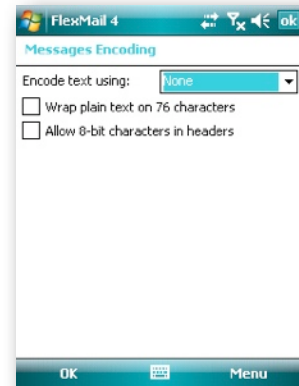 FlexMail 4
ok
Messages Encoding
Encode text using: None
Wrap plain text on 76 characters
Allow 8-bit characters in headers
OK
Menu